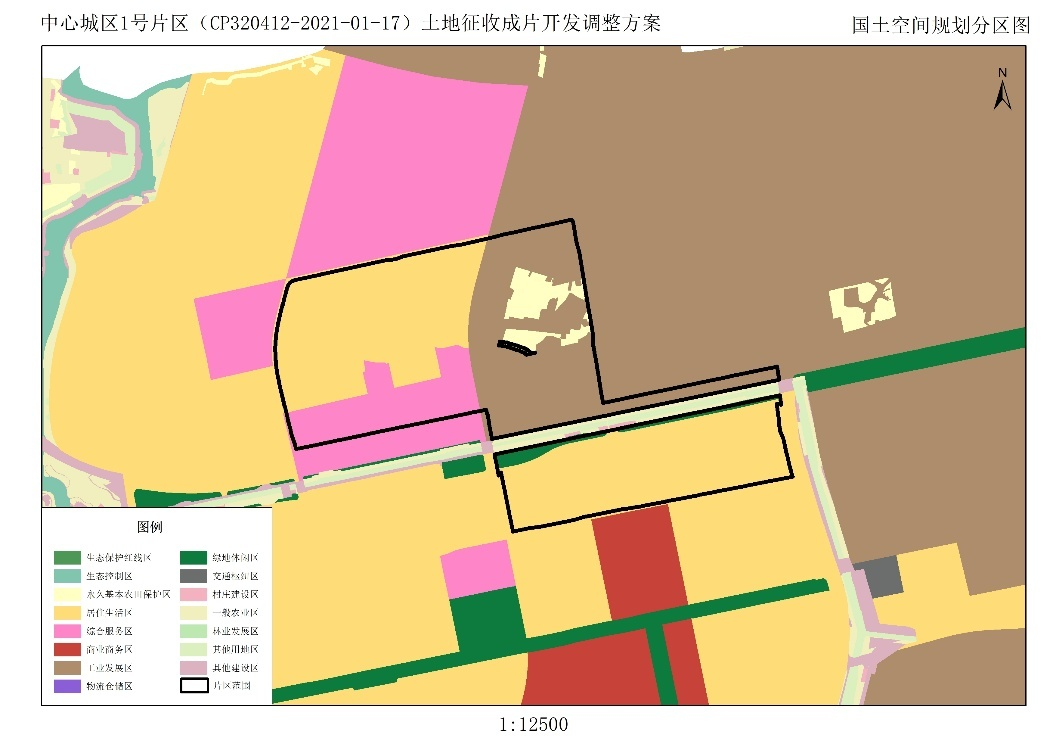 中心城区1号片区（CP320412-2021-01-17）土地征收成片开发调整方案
国土空间规划分区图
N
图例
生态保护红线区
绿地休闲区
生态控制区
交通枢纽区
永久基本农田保护区
村庄建设区
居住生活区
一般农业区
综合服务区
林业发展区
商业商务区
其他用地区
工业发展区
其他建设区
物流仓储区
片区范围
1:12500